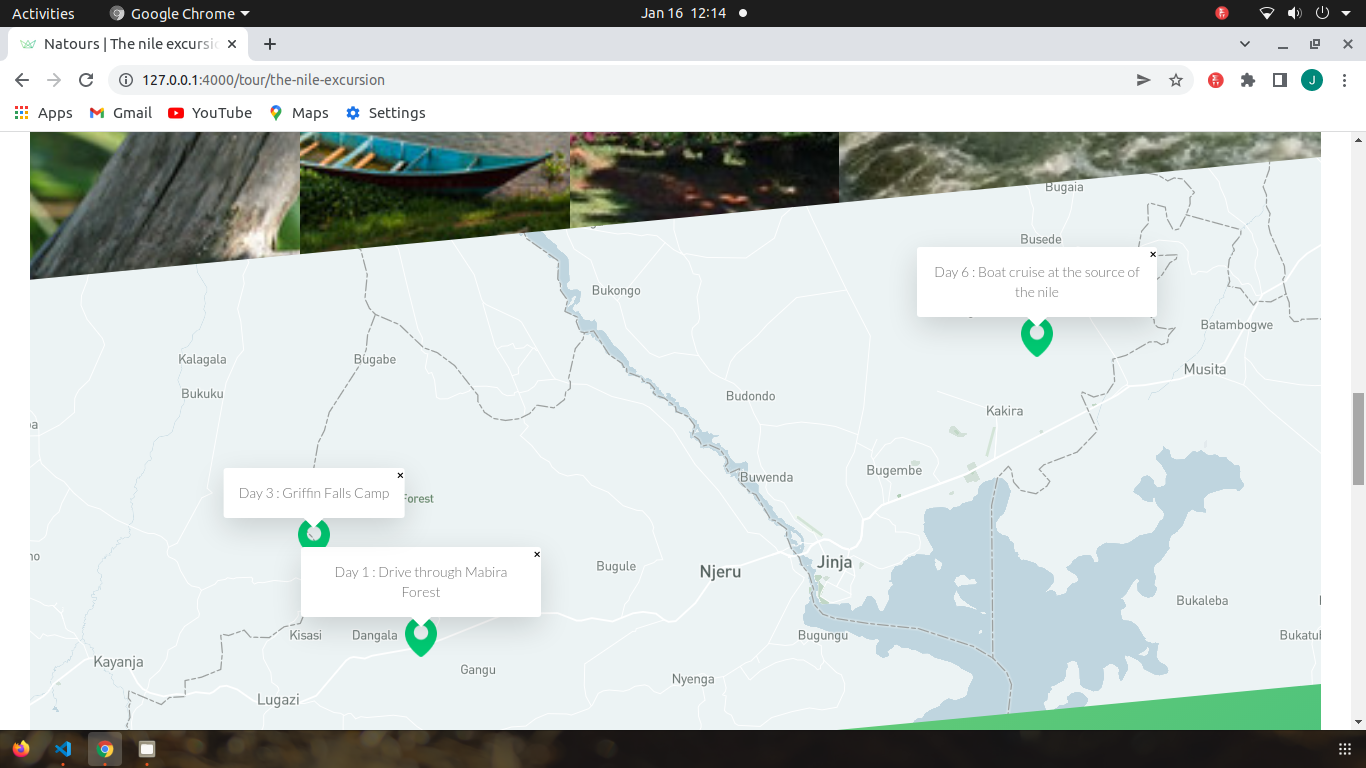 Activities
Google Chrome
Jan 16 12:14
Natours | The nile excursi
127.0.0.1:4000/tour/the-nile-excursion
J
Apps
Gmail
YouTube
Maps
Settings
Bugaia
Busede
Day 6 : Boat cruise at the source of
the nile
Bukongo
Batambogwe
Kalagala
Bugabe
Musita
Bukuku
Budondo
Kakira
Bugembe
Buwenda
Day 3 : Griffin Falls Camp
Forest
Day 1 : Drive through Mabira
Forest
Bugule
Njeru
Jinja
Bukaleba
Kisasi
Dangala
Bugungu
Bukatu
Kayanja
Gangu
Nyenga
Lugazi